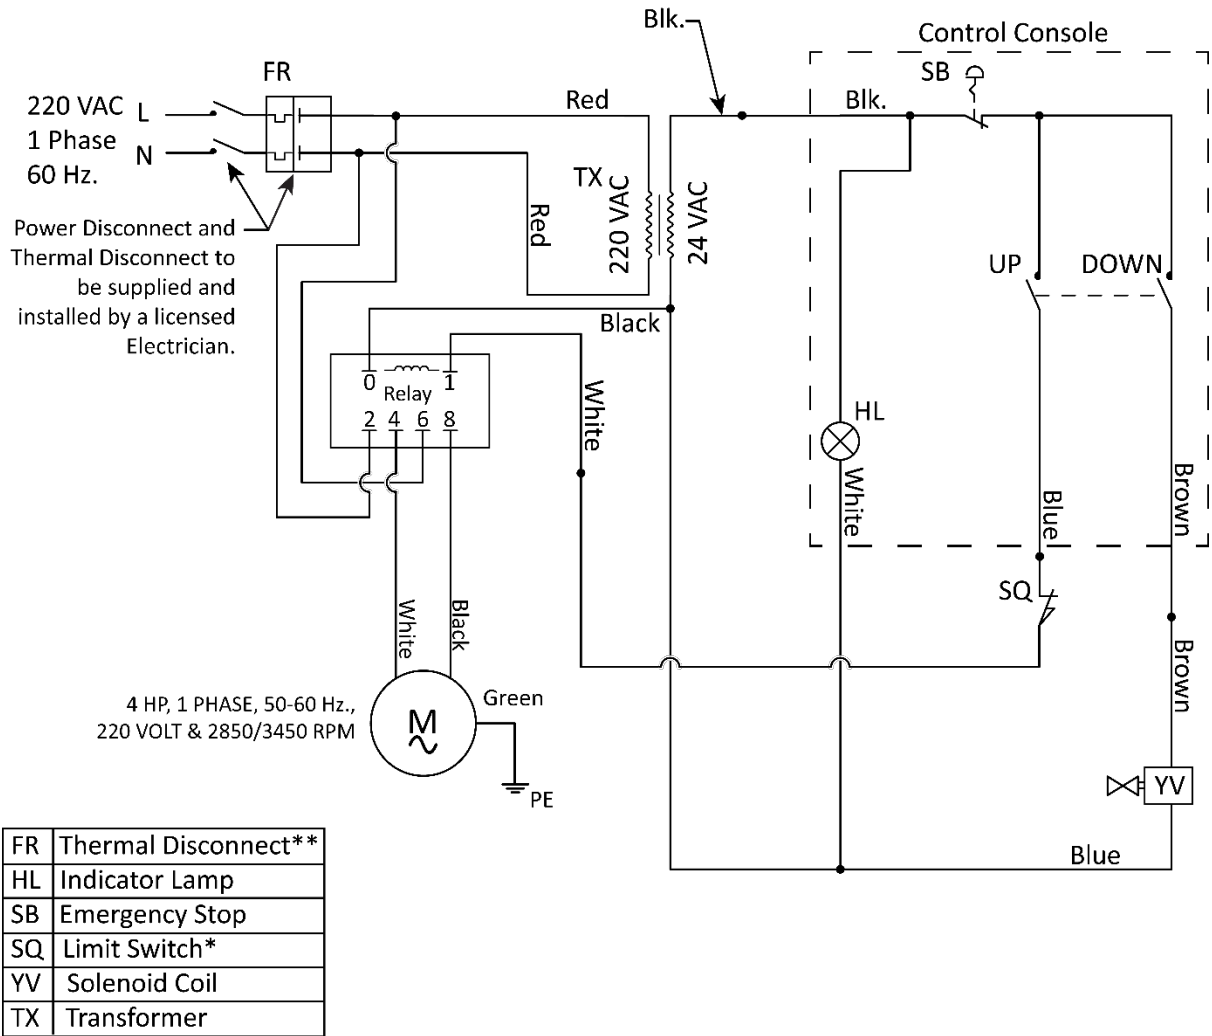 Blk.
Control Console
FR
SB
220 VAC L
1 Phase
60 Hz.
N
Red
Blk.
TX
220 VAC
24 VAC
Red
Power Disconnect and
Thermal Disconnect to
be supplied and
installed by a licensed
Electrician.
UP
DOWN
Black
0
1
Relay
2 4 6 8
White
HL
White
Blue
Brown
SQ
White
Black
Brown
4 HP, 1 PHASE, 50-60 Hz.,
220 VOLT & 2850/3450 RPM
M
Green
PE
YV
Blue
FR Thermal Disconnect**
HL Indicator Lamp
SB Emergency Stop
SQ Limit Switch*
YV Solenoid Coil
TX Transformer